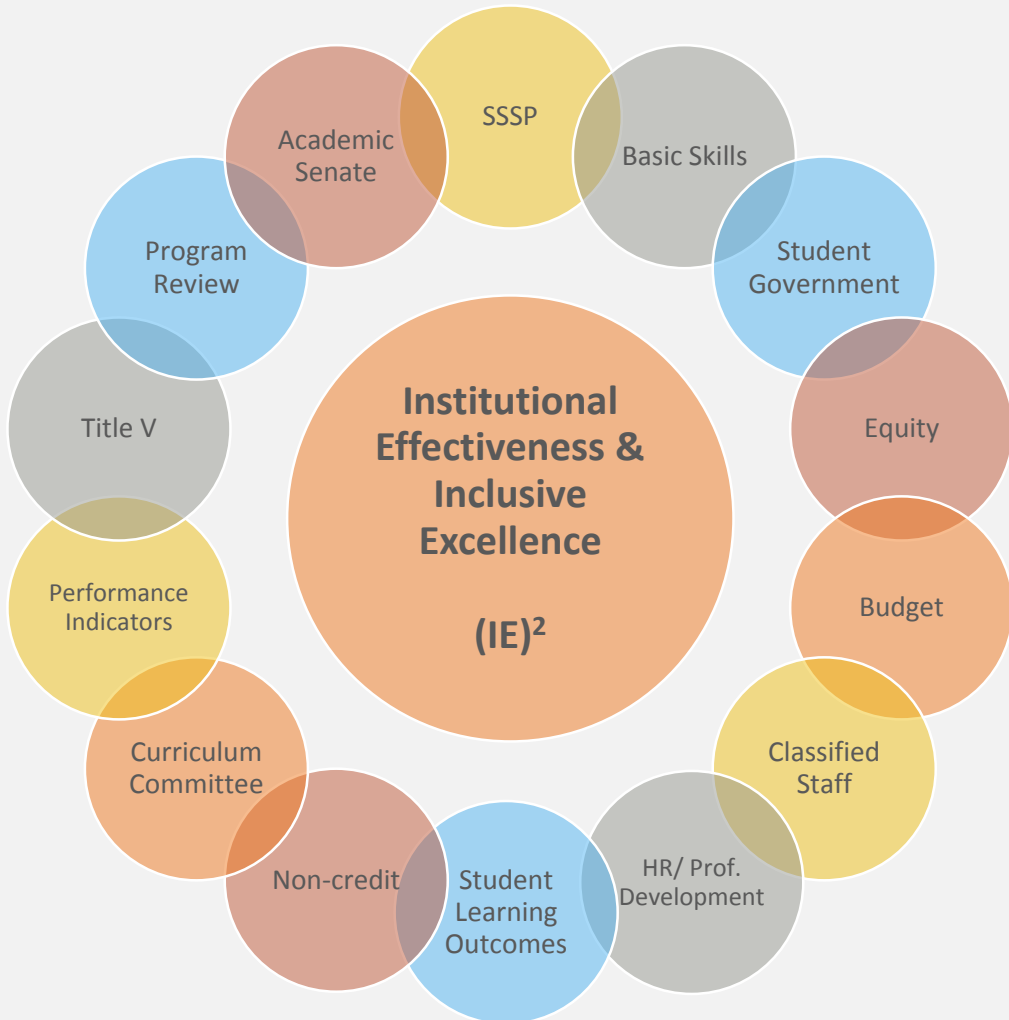 SSSP
Basic Skills
Student
Government
Equity
Budget
Classified
Staff
HR/ Prof.
Development
Student
Learning
Outcomes
Non-credit
Curriculum
Committee
Performance
Indicators
Title V
Program
Review
Academic
Senate
Institutional
Effectiveness &
Inclusive
Excellence
(IE)²